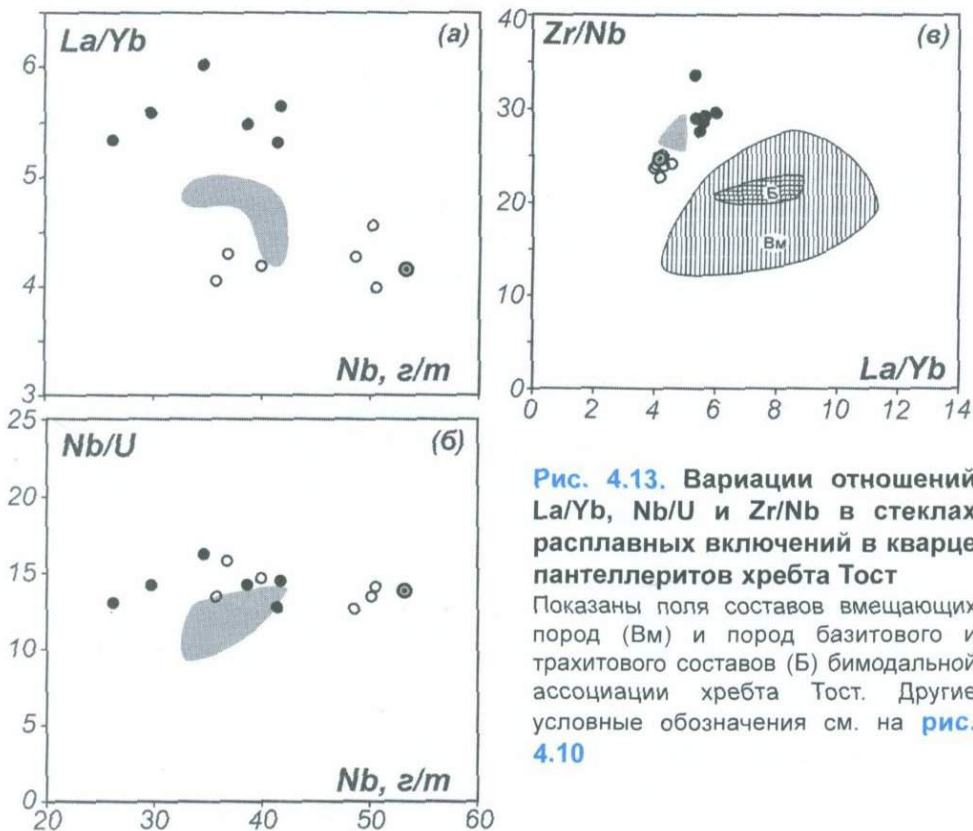 La/Yb
(а)
6
5
4
3
Nb, г/т
Nb/U
(б)
25
20
15
10
5
0
20
30
40
50
60
Nb, г/т
Zr/Nb
(в)
40
30
20
10
0
Б
Вм
La/Yb
0
2
4
6
8
10
12
14
Рис. 4.13. Вариации отношений
La/Yb, Nb/U и Zr/Nb в стеклах
расплавных включений в кварце
пантеллеритов хребта Тост
Показаны поля составов вмещающих
пород (Вм) и пород базитового и
трахитового составов (Б) бимодальной
ассоциации хребта Тост. Другие
условные обозначения см. на рис.
4.10